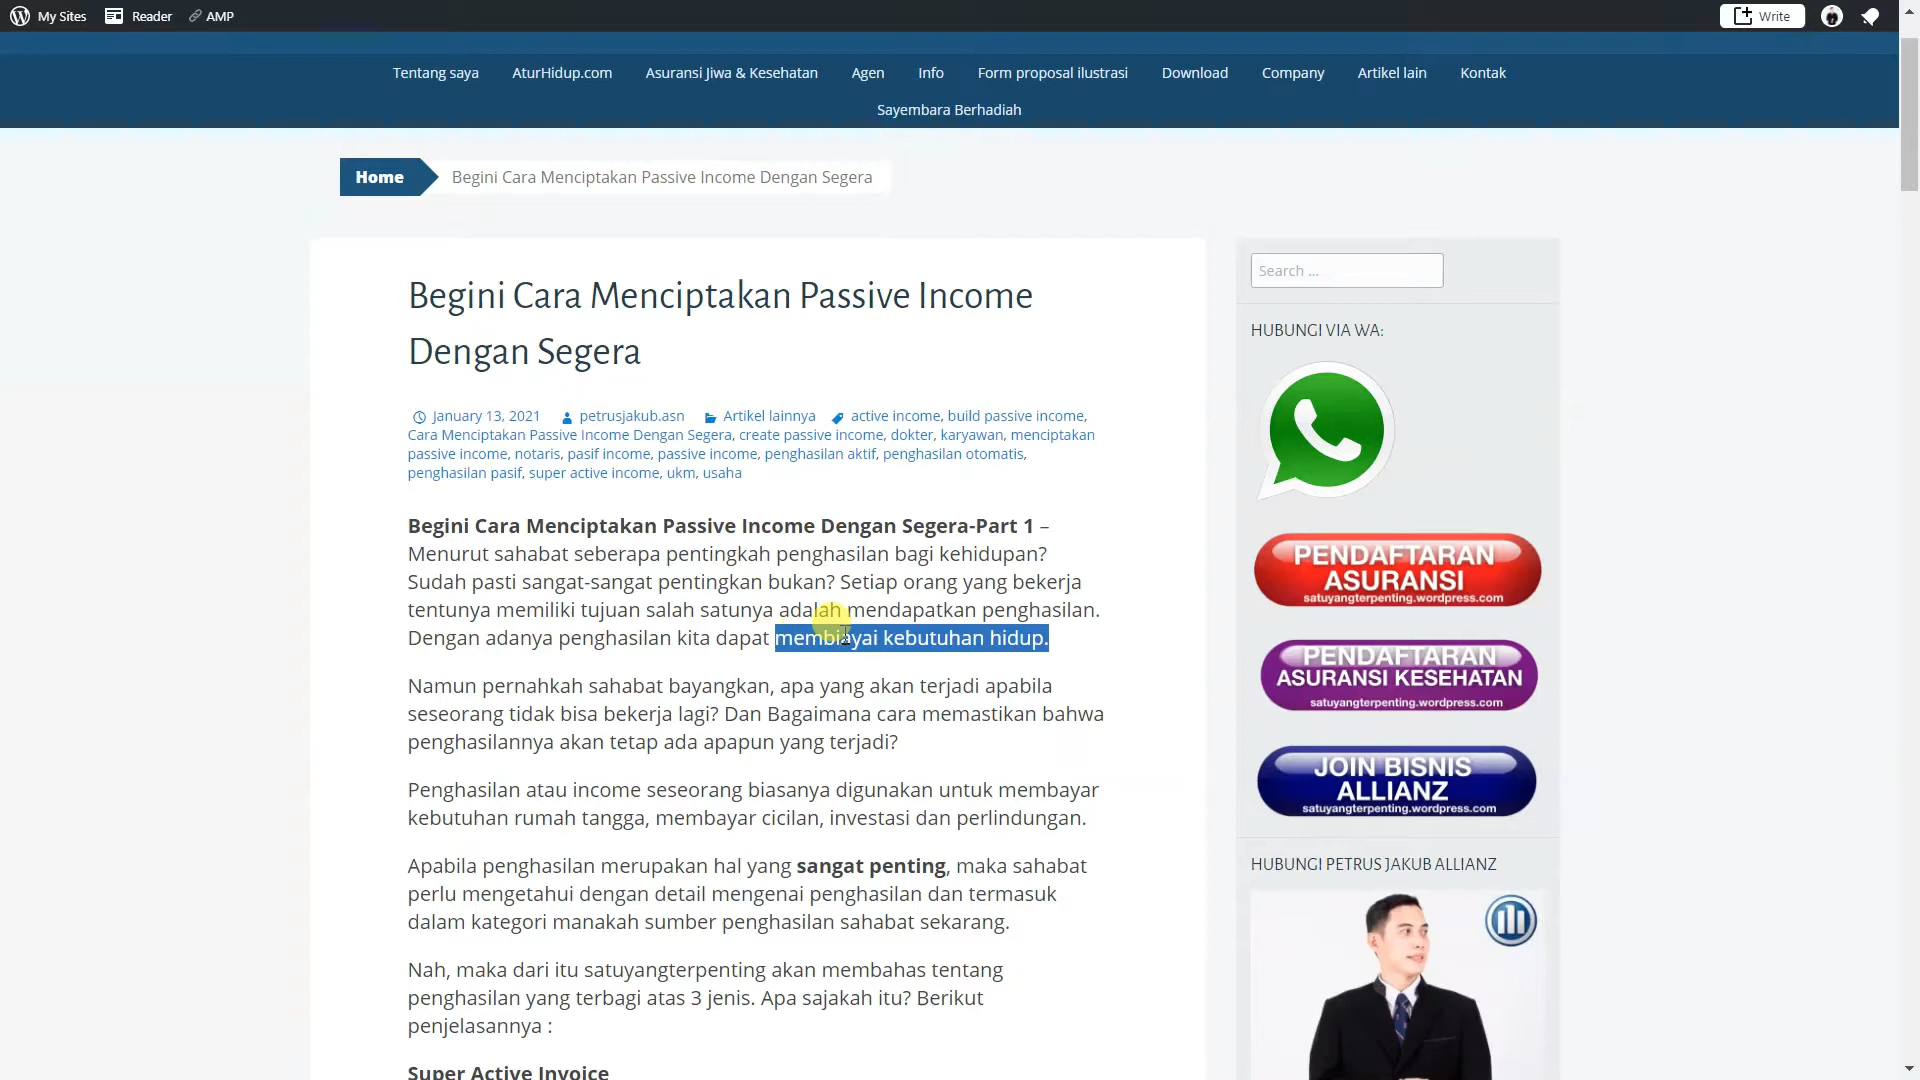 My Sites Reader AMP Write
Tentang saya AturHidup.com Asuransi Jiwa & Kesehatan Agen Info Form proposal ilustrasi Download Company Artikel lain Kontak
Sayembara Berhadiah
Home Begini Cara Menciptakan Passive Income Dengan Segera
Begini Cara Menciptakan Passive Income
Dengan Segera
January 13, 2021 petrusjakub.asn Artikel lainnya active income, build passive income,
Cara Menciptakan Passive Income Dengan Segera, create passive income, dokter, karyawan, menciptakan
passive income, notaris, pasif income, passive income, penghasilan aktif, penghasilan otomatis,
penghasilan pasif, super active income, ukm, usaha
Begini Cara Menciptakan Passive Income Dengan Segera-Part 1 –
Menurut sahabat seberapa pentingkah penghasilan bagi kehidupan?
Sudah pasti sangat-sangat pentingkan bukan? Setiap orang yang bekerja
tentunya memiliki tujuan salah satunya adalah mendapatkan penghasilan.
Dengan adanya penghasilan kita dapat membiayai kebutuhan hidup.
Namun pernahkah sahabat bayangkan, apa yang akan terjadi apabila
seseorang tidak bisa bekerja lagi? Dan Bagaimana cara memastikan bahwa
penghasilannya akan tetap ada apapun yang terjadi?
Penghasilan atau income seseorang biasanya digunakan untuk membayar
kebutuhan rumah tangga, membayar cicilan, investasi dan perlindungan.
Apabila penghasilan merupakan hal yang sangat penting, maka sahabat
perlu mengetahui dengan detail mengenai penghasilan dan termasuk
dalam kategori manakah sumber penghasilan sahabat sekarang.
Nah, maka dari itu satuyangterpenting akan membahas tentang
penghasilan yang terbagi atas 3 jenis. Apa sajakah itu? Berikut
penjelasannya :
Super Active Invoice
Search ...
HUBUNGI VIA WA:
PENDAFTARAN
ASURANSI
satuyangterpenting.wordpress.com
PENDAFTARAN
ASURANSI KESEHATAN
satuyangterpenting.wordpress.com
JOIN BISNIS
ALLIANZ
satuyangterpenting.wordpress.com
HUBUNGI PETRUS JAKUB ALLIANZ